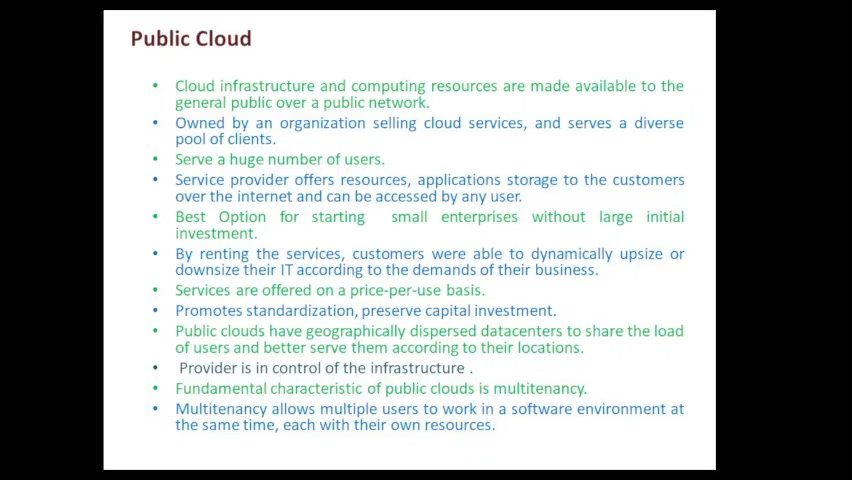 Public Cloud
• Cloud infrastructure and computing resources are made available to the
general public over a public network.
• Owned by an organization selling cloud services, and serves a diverse
pool of clients.
• Serve a huge number of users.
• Service provider offers resources, applications storage to the customers
over the internet and can be accessed by any user.
• Best Option for starting small enterprises without large initial
investment.
• By renting the services, customers were able to dynamically upsize or
downsize their IT according to the demands of their business.
• Services are offered on a price-per-use basis.
• Promotes standardization, preserve capital investment.
• Public clouds have geographically dispersed datacenters to share the load
of users and better serve them according to their locations.
• Provider is in control of the infrastructure .
• Fundamental characteristic of public clouds is multitenancy.
• Multitenancy allows multiple users to work in a software environment at
the same time, each with their own resources.